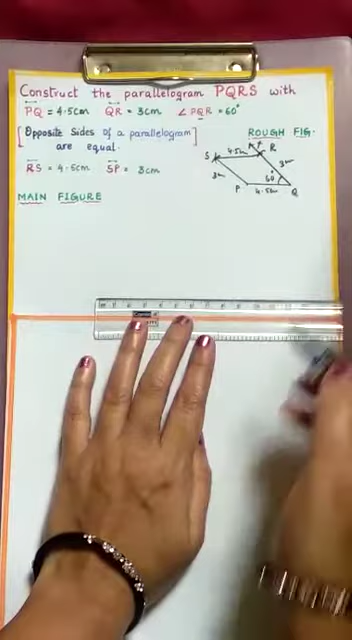 Construct the parallelogram PQRS with
PQ = 4.5cm QR = 3cm ∠PQR = 60°
[Opposite Sides of a parallelogram
are equal.]
ROUGH FIG.
RS = 4.5cm SP = 3cm
S 4.5cm R
3cm 60° 3cm
P 4.5cm Q
MAIN FIGURE